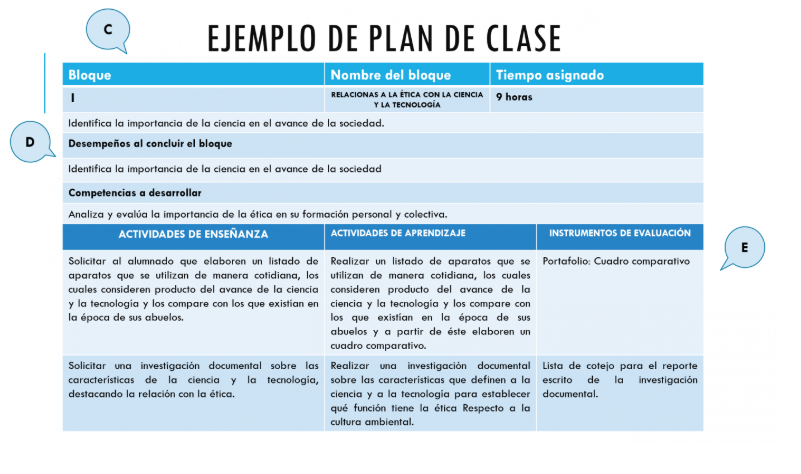 C
EJEMPLO DE PLAN DE CLASE
Bloque
Nombre del bloque
Tiempo asignado
I
RELACIONAS A LA ÉTICA CON LA CIENCIA
Y LA TECNOLOGÍA
9 horas
Identifica la importancia de la ciencia en el avance de la sociedad.
D
Desempeños al concluir el bloque
Identifica la importancia de la ciencia en el avance de la sociedad
Competencias a desarrollar
Analiza y evalúa la importancia de la ética en su formación personal y colectiva.
ACTIVIDADES DE ENSEÑANZA
ACTIVIDADES DE APRENDIZAJE
INSTRUMENTOS DE EVALUACIÓN
E
Solicitar al alumnado que elaboren un listado de
aparatos que se utilizan de manera cotidiana, los
cuales consideren producto del avance de la ciencia
y la tecnología y los compare con los que existían en
la época de sus abuelos.
Realizar un listado de aparatos que se
utilizan de manera cotidiana, los cuales
consideren producto del avance de la
ciencia y la tecnología y los compare con
los que existían en la época de sus
abuelos y a partir de éste elaboren un
cuadro comparativo.
Portafolio: Cuadro comparativo
Solicitar una investigación documental sobre las
características de la ciencia y la tecnología,
destacando la relación con la ética.
Realizar una investigación documental
sobre las características que definen a la
ciencia y a la tecnología para establecer
qué función tiene la ética Respecto a la
cultura ambiental.
Lista de cotejo para el reporte
escrito de la investigación
documental.